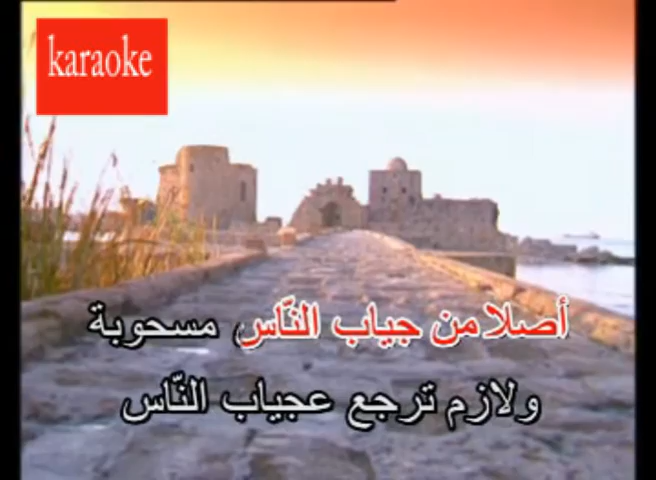 karaoke
أصلا من جياب النّاس مسحوبة
ولازم ترجع عجياب النّاس